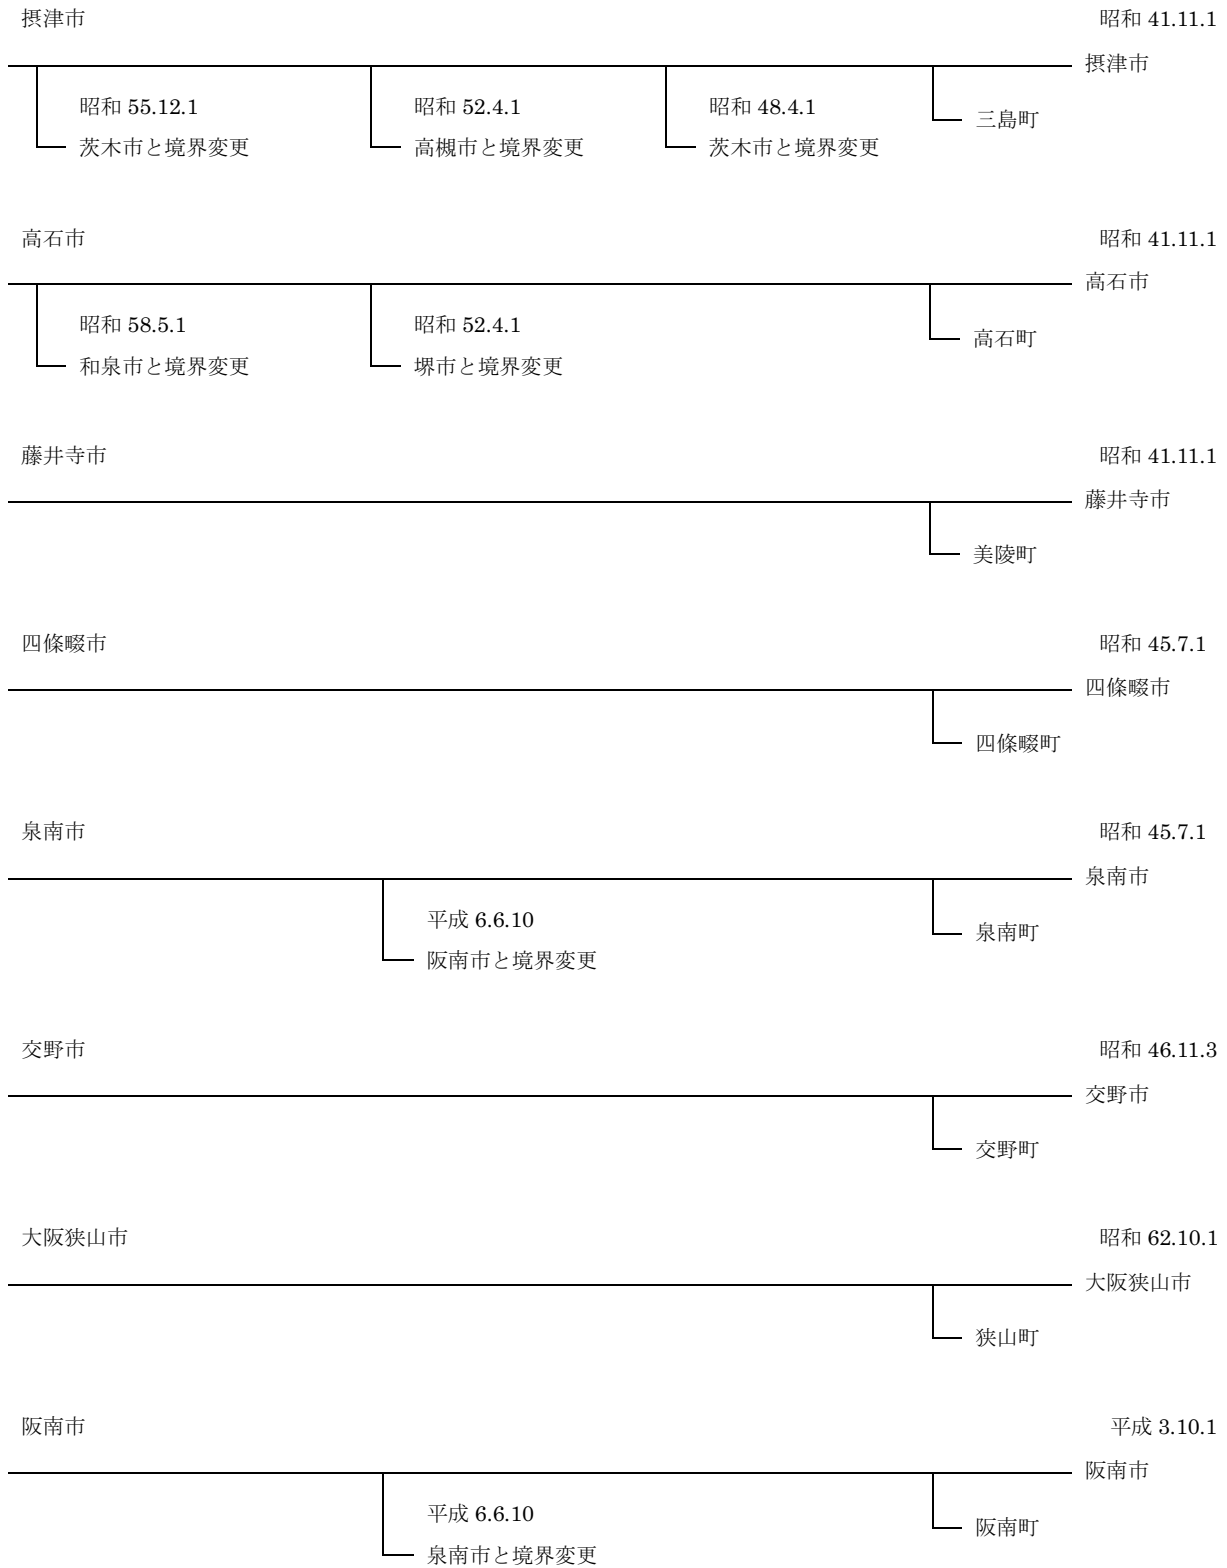 摂津市
昭和 41.11.1
摂津市
昭和 55.12.1
昭和 52.4.1
昭和 48.4.1
三島町
茨木市と境界変更
高槻市と境界変更
茨木市と境界変更
高石市
昭和 41.11.1
高石市
昭和 58.5.1
昭和 52.4.1
高石町
和泉市と境界変更
堺市と境界変更
藤井寺市
昭和 41.11.1
藤井寺市
美陵町
四條畷市
昭和 45.7.1
四條畷市
四條畷町
泉南市
昭和 45.7.1
泉南市
平成 6.6.10
泉南町
阪南市と境界変更
交野市
昭和 46.11.3
交野市
交野町
大阪狭山市
昭和 62.10.1
大阪狭山市
狭山町
阪南市
平成 3.10.1
阪南市
平成 6.6.10
阪南町
泉南市と境界変更